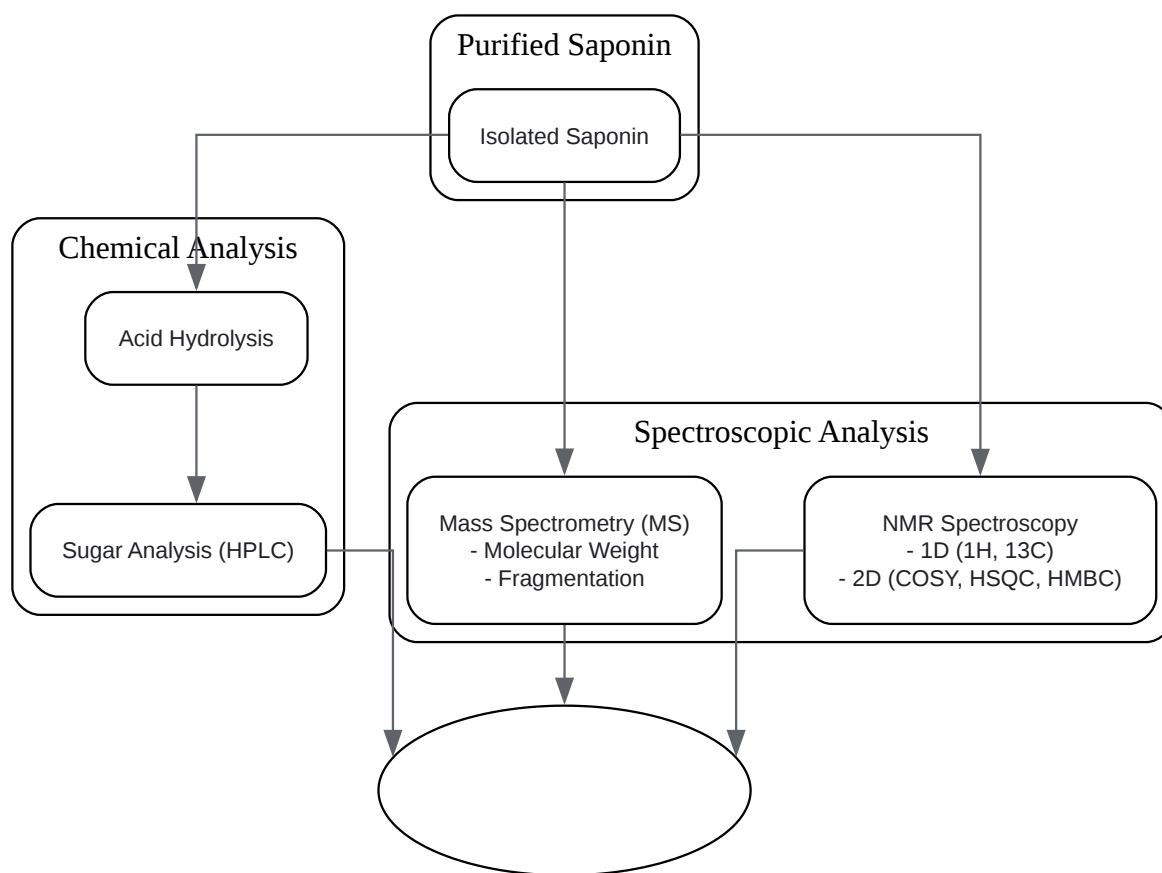 Purified Saponin
Isolated Saponin
Chemical Analysis
Acid Hydrolysis
Sugar Analysis (HPLC)
Spectroscopic Analysis
Mass Spectrometry (MS)
- Molecular Weight
- Fragmentation
NMR Spectroscopy
- 1D (1H, 13C)
- 2D (COSY, HSQC, HMBC)